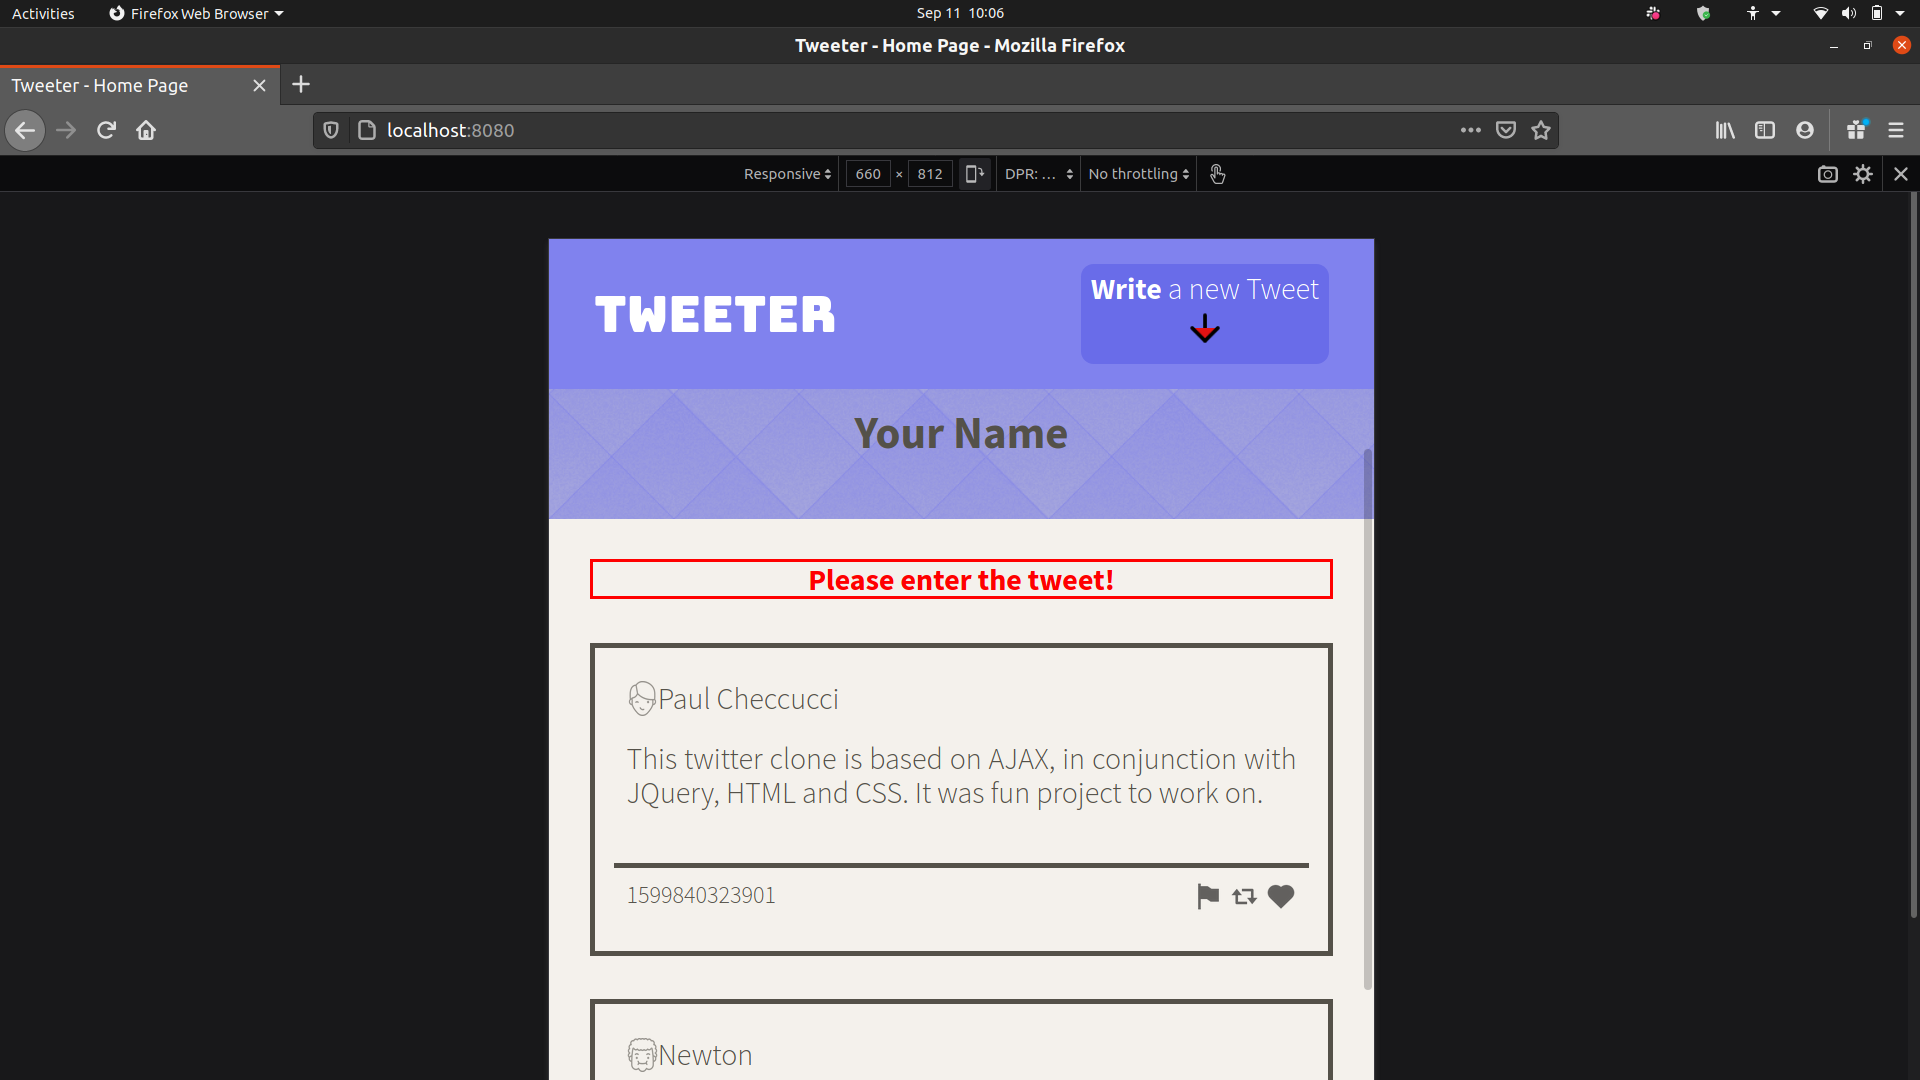 Activities Firefox Web Browser Sep 11 10:06
Tweeter - Home Page - Mozilla Firefox
Tweeter - Home Page
localhost:8080
Responsive 660 × 812 DPR: ... No throttling
TWEETER
Write a new Tweet
Your Name
Please enter the tweet!
Paul Checcucci
This twitter clone is based on AJAX, in conjunction with
JQuery, HTML and CSS. It was fun project to work on.
1599840323901
Newton